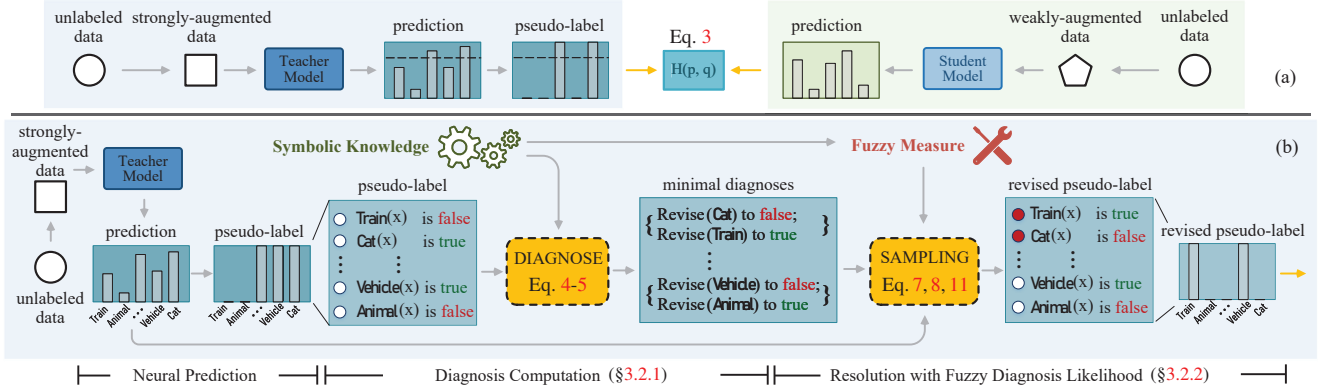 unlabeled
data
strongly-augmented
data
Teacher
Model
prediction
pseudo-label
Eq. 3
H(p, q)
prediction
Student
Model
weakly-augmented
data
unlabeled
data
(a)
strongly-
augmented
data
Teacher
Model
unlabeled
data
prediction
Train
Animal
...
Vehicle
Cat
pseudo-label
Train
Animal
...
Vehicle
Cat
Symbolic Knowledge
Fuzzy Measure
(b)
pseudo-label
Train(x) is false
Cat(x) is true
Vehicle(x) is true
Animal(x) is false
DIAGNOSE
Eq. 4-5
minimal diagnoses
{ Revise(Cat) to false; }
Revise(Train) to true
{ Revise(Vehicle) to false; }
Revise(Animal) to true
SAMPLING
Eq. 7, 8, 11
revised pseudo-label
Train(x) is true
Cat(x) is false
Vehicle(x) is true
Animal(x) is false
revised pseudo-label
Train
Animal
...
Vehicle
Cat
Neural Prediction
Diagnosis Computation (§3.2.1)
Resolution with Fuzzy Diagnosis Likelihood (§3.2.2)